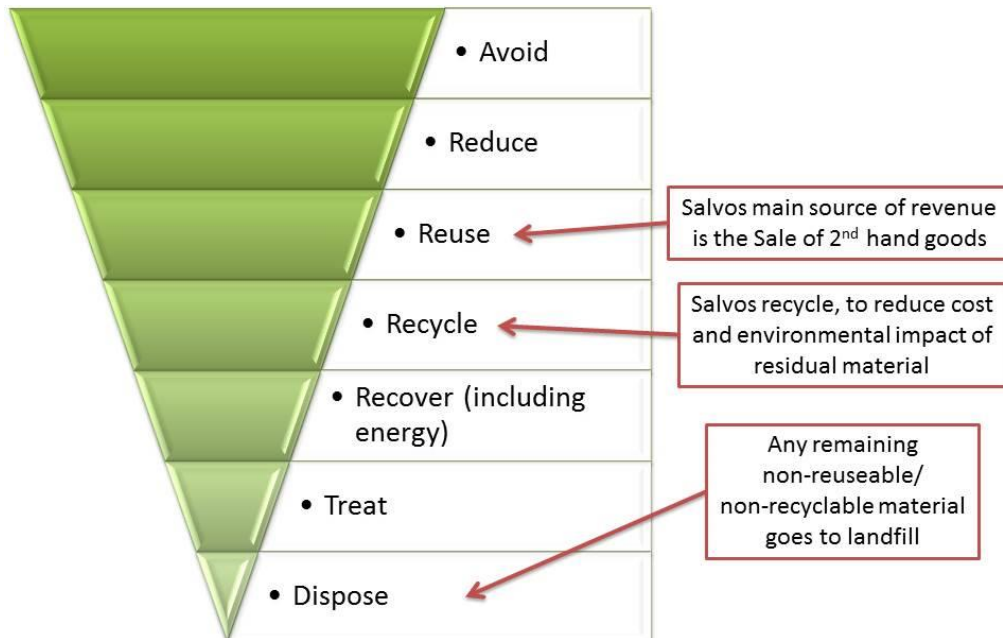 • Avoid
• Reduce
• Reuse
Salvos main source of revenue
is the Sale of 2nd hand goods
• Recycle
Salvos recycle, to reduce cost
and environmental impact of
residual material
• Recover (including
energy)
• Treat
Any remaining
non-reuseable/
non-recyclable material
goes to landfill
• Dispose